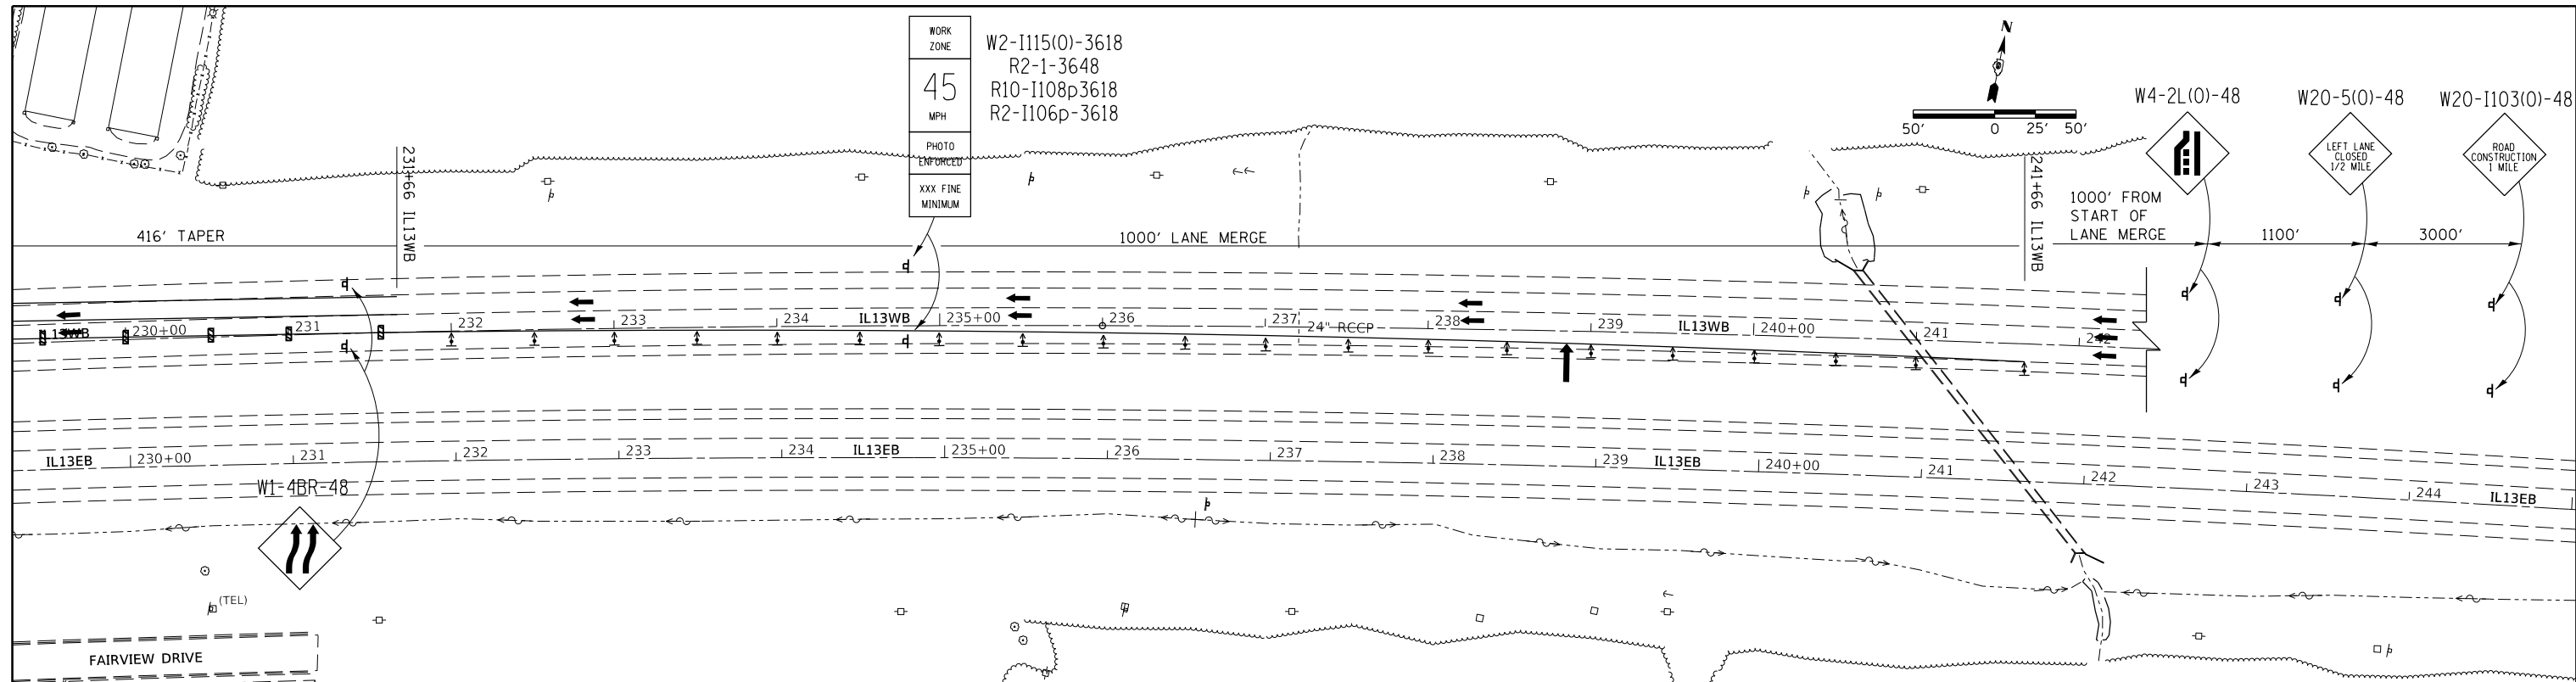 WORK
ZONE
45
MPH
PHOTO
ENFORCED
XXX FINE
MINIMUM
W2-I115(O)-3618
R2-1-3648
R10-I108p3618
R2-I106p-3618
N
50' 0 25' 50'
W4-2L(O)-48
W20-5(O)-48
W20-I103(O)-48
LEFT LANE
CLOSED
1/2 MILE
ROAD
CONSTRUCTION
1 MILE
231+66 IL13WB
241+66 IL13WB
416' TAPER
1000' LANE MERGE
1000' FROM
START OF
LANE MERGE
1100'
3000'
IL13WB 230+00 231 232 233 234 IL13WB 235+00 236 237 24" RCCP 238 239 IL13WB 240+00 241 242
IL13EB 230+00 231 232 233 234 IL13EB 235+00 236 237 238 239 IL13EB 240+00 241 242 243 244 IL13EB
W1-4BR-48
(TEL)
FAIRVIEW DRIVE